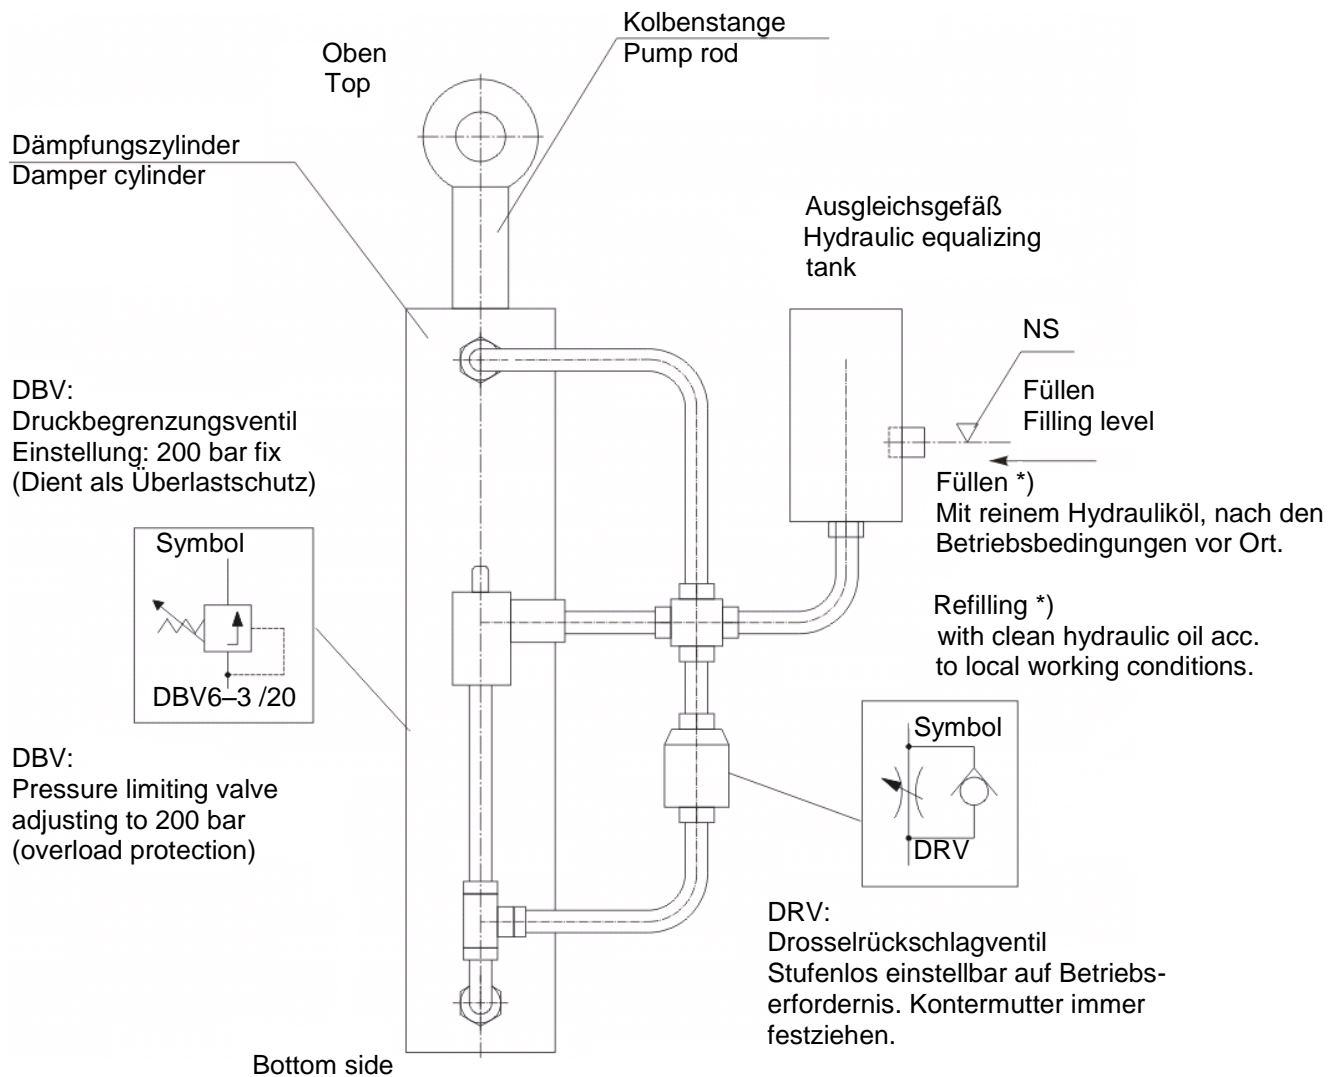 Kolbenstange
Pump rod
Oben
Top
Dämpfungszylinder
Damper cylinder
Ausgleichsgefäß
Hydraulic equalizing
tank
NS
Füllen
Filling level
DBV:
Druckbegrenzungsventil
Einstellung: 200 bar fix
(Dient als Überlastschutz)
Füllen *)
Mit reinem Hydrauliköl, nach den
Betriebsbedingungen vor Ort.
Symbol
DBV6–3 /20
Refilling *)
with clean hydraulic oil acc.
to local working conditions.
Symbol
DRV
DBV:
Pressure limiting valve
adjusting to 200 bar
(overload protection)
DRV:
Drosselrückschlagventil
Stufenlos einstellbar auf Betriebs-
erfordernis. Kontermutter immer
festziehen.
Bottom side